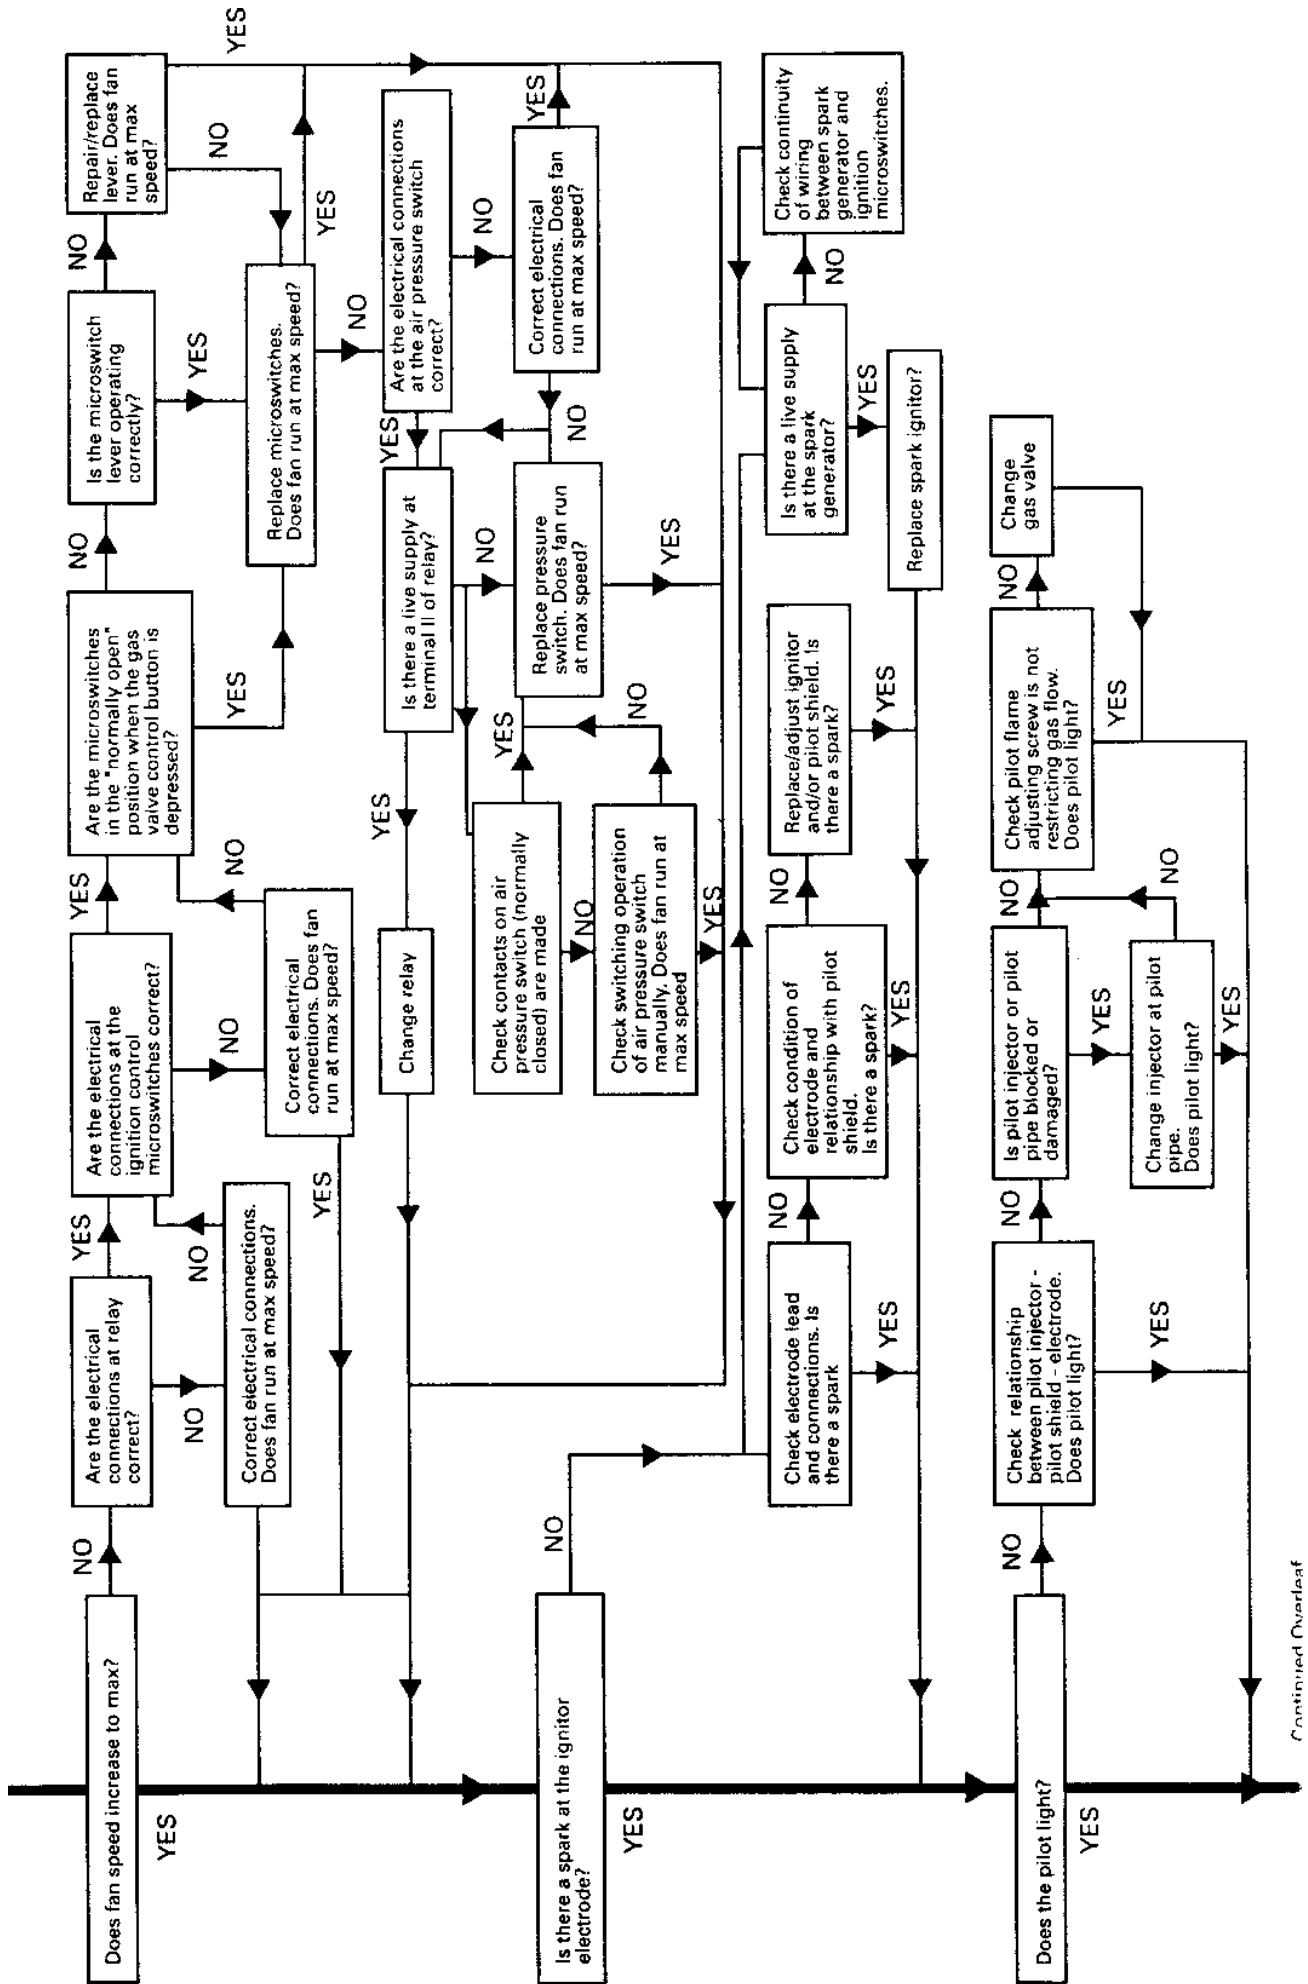 Does fan speed increase to max?
YES
NO
Are the electrical
connections at relay
correct?
YES
NO
Correct electrical connections.
Does fan run at max speed?
NO
Are the electrical
connections at the
ignition control
microswitches correct?
YES
NO
Correct electrical
connections. Does fan
run at max speed?
NO
YES
Are the microswitches
in the "normally open"
position when the gas
valve control button is
depressed?
NO
YES
Is the microswitch
lever operating
correctly?
NO
YES
Repair/replace
lever. Does fan
run at max
speed?
YES
NO
Replace microswitches.
Does fan run at max speed?
YES
NO
Are the electrical connections
at the air pressure switch
correct?
YES
NO
Correct electrical
connections. Does fan
run at max speed?
YES
NO
Is there a live supply at
terminal II of relay?
YES
NO
Change relay
Replace pressure
switch. Does fan run
at max speed?
YES
Check contacts on air
pressure switch (normally
closed) are made
YES
NO
Check switching operation
of air pressure switch
manually. Does fan run at
max speed
NO
YES
Is there a spark at the ignitor
electrode?
YES
NO
Check electrode lead
and connections. Is
there a spark
NO
YES
Check condition of
electrode and
relationship with pilot
shield.
Is there a spark?
NO
YES
Replace/adjust ignitor
and/or pilot shield. Is
there a spark?
YES
Is there a live supply
at the spark
generator?
NO
YES
Check continuity
of wiring
between spark
generator and
ignition
microswitches.
Replace spark ignitor?
Does the pilot light?
YES
NO
Check relationship
between pilot injector -
pilot shield - electrode.
Does pilot light?
NO
YES
Is pilot injector or pilot
pipe blocked or
damaged?
NO
YES
Change injector at pilot
pipe.
Does pilot light?
NO
YES
Check pilot flame
adjusting screw is not
restricting gas flow.
Does pilot light?
NO
YES
Change
gas valve
Continued Overleaf